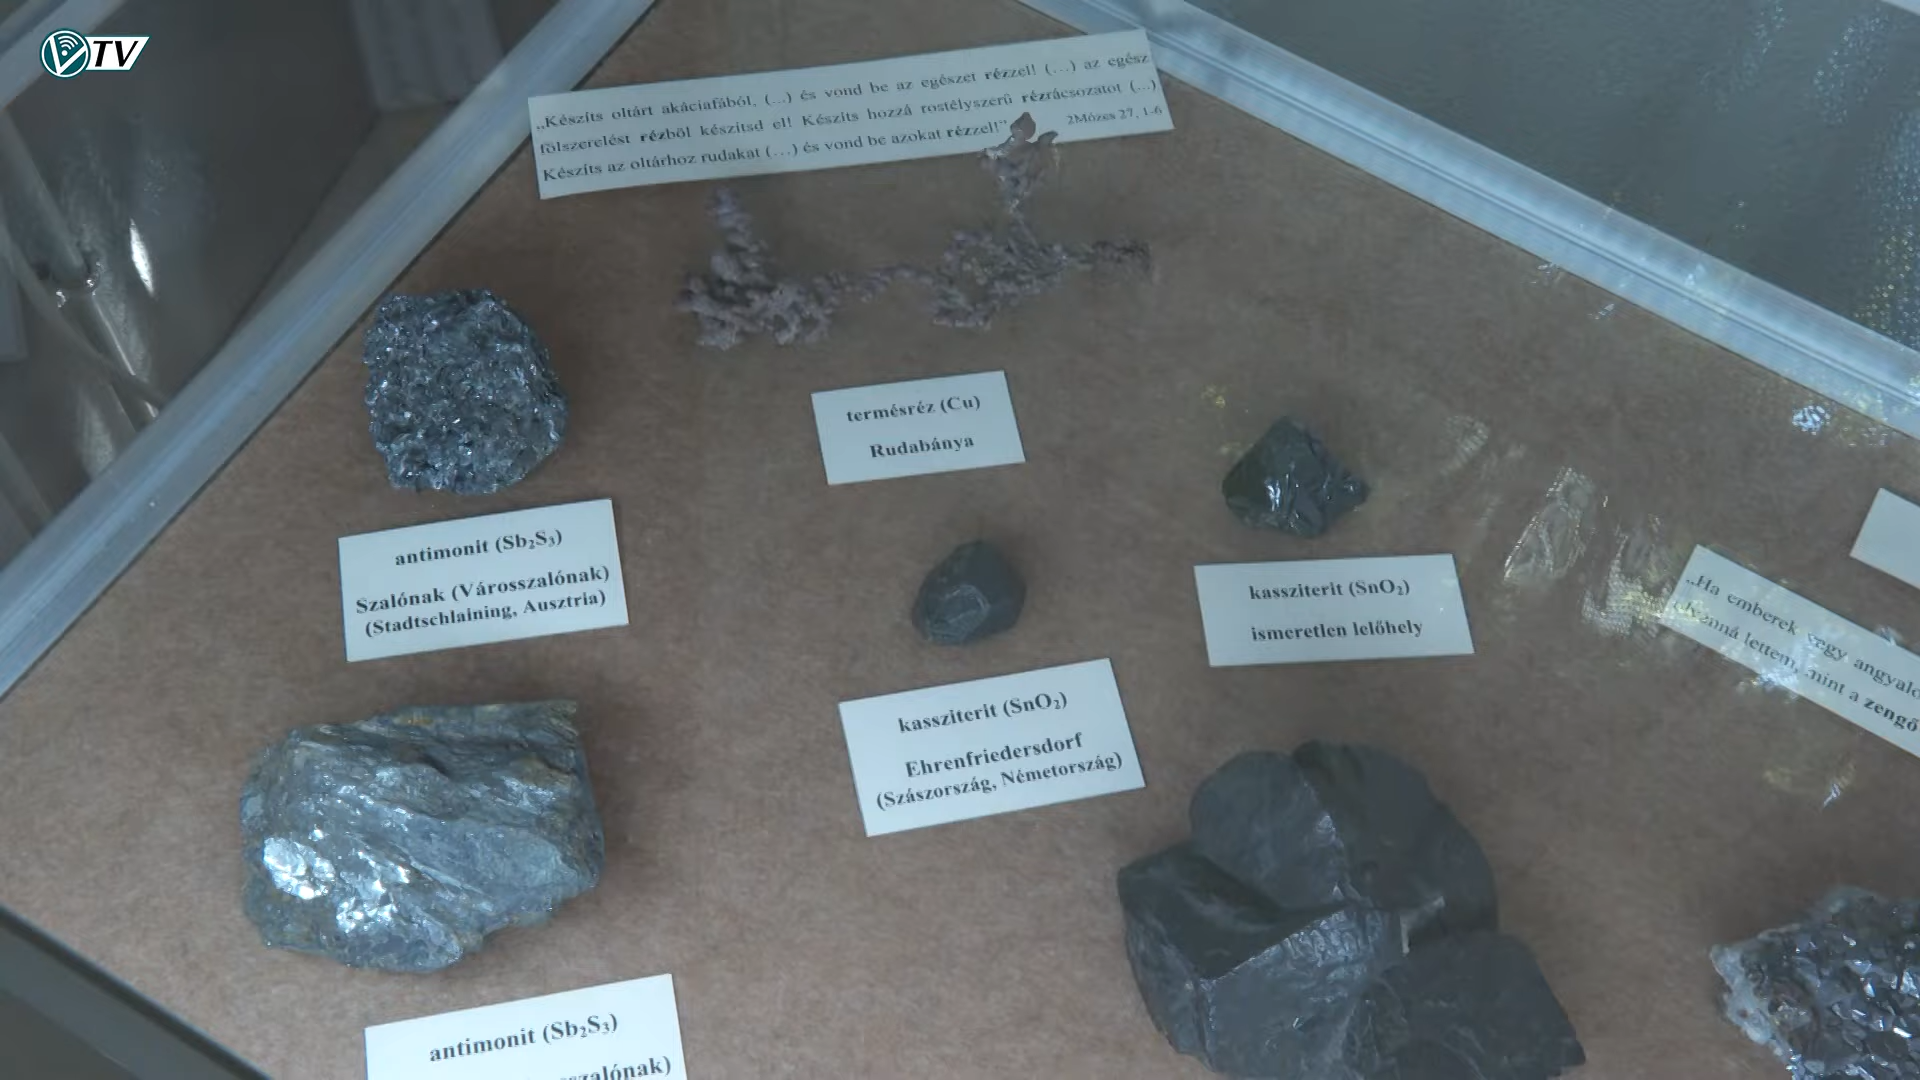 TV
„Készíts oltárt akáciafából, (...) és vond be az egészet rézzel! (...) az egész
fölszerelést rézből készítsd el! Készíts hozzá rostélyszerű rézrácsozatot (...)
Készíts az oltárhoz rudakat (...) és vond be azokat rézzel!”
2Mózes 27, 1-6
termésréz (Cu)
Rudabánya
antimonit (Sb₂S₃)
Szalónak (Városszalónak)
(Stadtschlaining, Ausztria)
kassziterit (SnO₂)
ismeretlen lelőhely
kassziterit (SnO₂)
Ehrenfriedersdorf
(Szászország, Németország)
„Ha emberek vagy angyalo
lettem, mint a zengő
antimonit (Sb₂S₃)
szalónak)